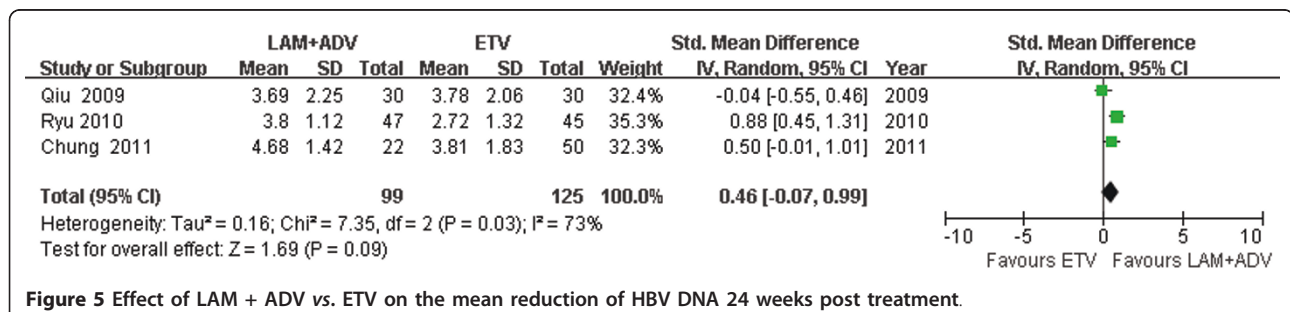 LAM+ADV ETV Std. Mean Difference Std. Mean Difference
Study or Subgroup Mean SD Total Mean SD Total Weight IV, Random, 95% CI Year IV, Random, 95% CI
Qiu 2009 3.69 2.25 30 3.78 2.06 30 32.4% -0.04 [-0.55, 0.46] 2009
Ryu 2010 3.8 1.12 47 2.72 1.32 45 35.3% 0.88 [0.45, 1.31] 2010
Chung 2011 4.68 1.42 22 3.81 1.83 50 32.3% 0.50 [-0.01, 1.01] 2011
Total (95% CI) 99 125 100.0% 0.46 [-0.07, 0.99]
Heterogeneity: Tau² = 0.16; Chi² = 7.35, df = 2 (P = 0.03); I² = 73%
Test for overall effect: Z = 1.69 (P = 0.09)
-10 -5 0 5 10
Favours ETV Favours LAM+ADV
Figure 5 Effect of LAM + ADV vs. ETV on the mean reduction of HBV DNA 24 weeks post treatment.